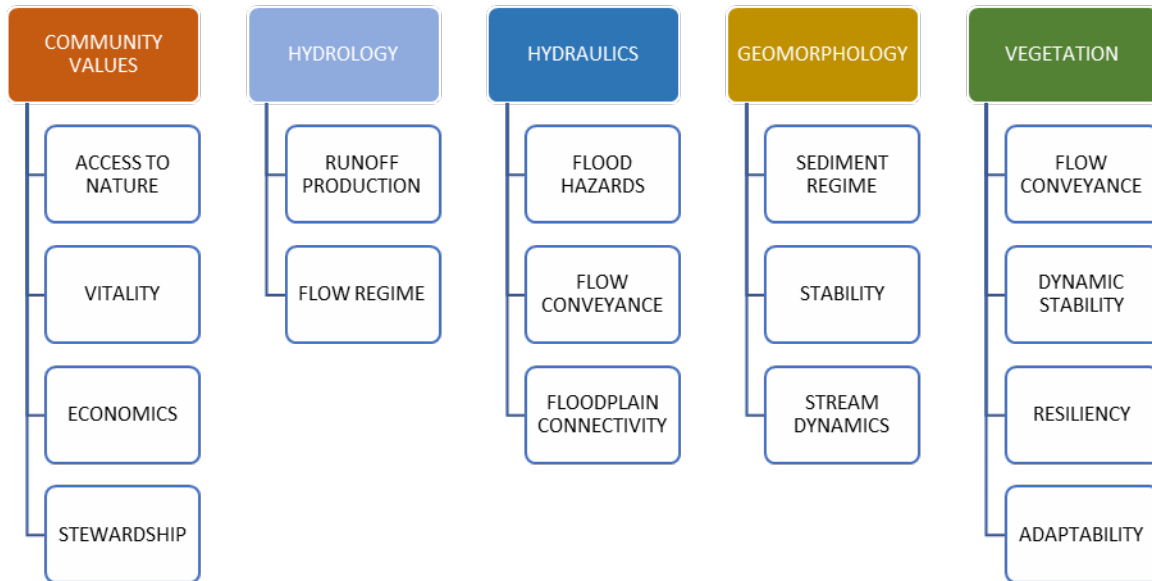 COMMUNITY
VALUES
ACCESS TO
NATURE
VITALITY
ECONOMICS
STEWARDSHIP
HYDROLOGY
RUNOFF
PRODUCTION
FLOW REGIME
HYDRAULICS
FLOOD
HAZARDS
FLOW
CONVEYANCE
FLOODPLAIN
CONNECTIVITY
GEOMORPHOLOGY
SEDIMENT
REGIME
STABILITY
STREAM
DYNAMICS
VEGETATION
FLOW
CONVEYANCE
DYNAMIC
STABILITY
RESILIENCY
ADAPTABILITY